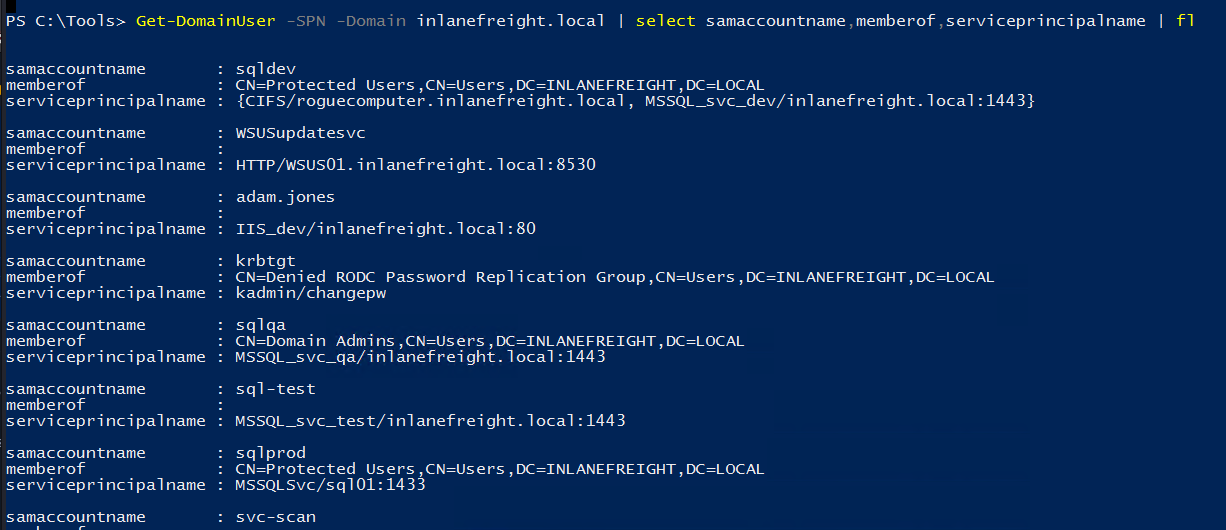 PS C:\Tools> Get-DomainUser -SPN -Domain inlanefreight.local | select samaccountname,memberof,serviceprincipalname | fl
samaccountname : sqldev
memberof : CN=Protected Users,CN=Users,DC=INLANEFREIGHT,DC=LOCAL
serviceprincipalname : {CIFS/roguecomputer.inlanefreight.local, MSSQL_svc_dev/inlanefreight.local:1443}
samaccountname : WSUSupdatesvc
memberof :
serviceprincipalname : HTTP/WSUS01.inlanefreight.local:8530
samaccountname : adam.jones
memberof :
serviceprincipalname : IIS_dev/inlanefreight.local:80
samaccountname : krbtgt
memberof : CN=Denied RODC Password Replication Group,CN=Users,DC=INLANEFREIGHT,DC=LOCAL
serviceprincipalname : kadmin/changepw
samaccountname : sqlqa
memberof : CN=Domain Admins,CN=Users,DC=INLANEFREIGHT,DC=LOCAL
serviceprincipalname : MSSQL_svc_qa/inlanefreight.local:1443
samaccountname : sql-test
memberof :
serviceprincipalname : MSSQL_svc_test/inlanefreight.local:1443
samaccountname : sqlprod
memberof : CN=Protected Users,CN=Users,DC=INLANEFREIGHT,DC=LOCAL
serviceprincipalname : MSSQLSvc/sql01:1433
samaccountname : svc-scan